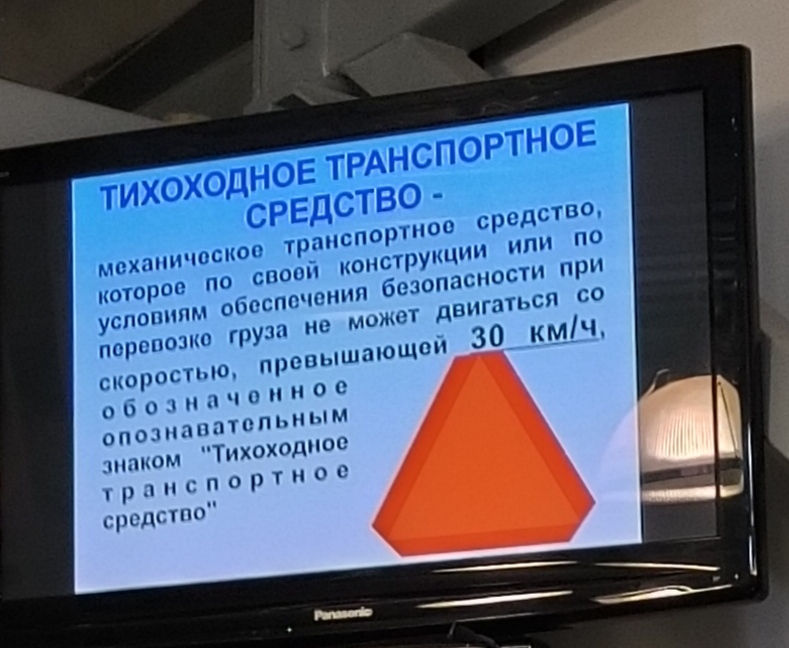 ТИХОХОДНОЕ ТРАНСПОРТНОЕ
СРЕДСТВО -
механическое транспортное средство,
которое по своей конструкции или по
условиям обеспечения безопасности при
перевозке груза не может двигаться со
скоростью, превышающей 30 км/ч,
обозначенное
опознавательным
знаком "Тихоходное
транспортное
средство"
Panasonic